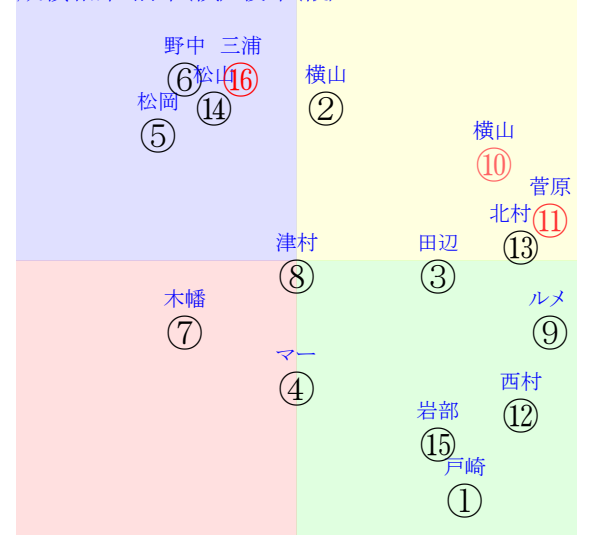 野中 三浦
⑥ 松山 ⑯ 横山
松岡 ⑭ ②
⑤ 横山
⑩
菅原
北村 ⑪
津村 田辺 ⑬
⑧ ③
木幡 ルメ
⑦ ⑨
マー
④ 西村
岩部 ⑫
⑮
戸崎
①